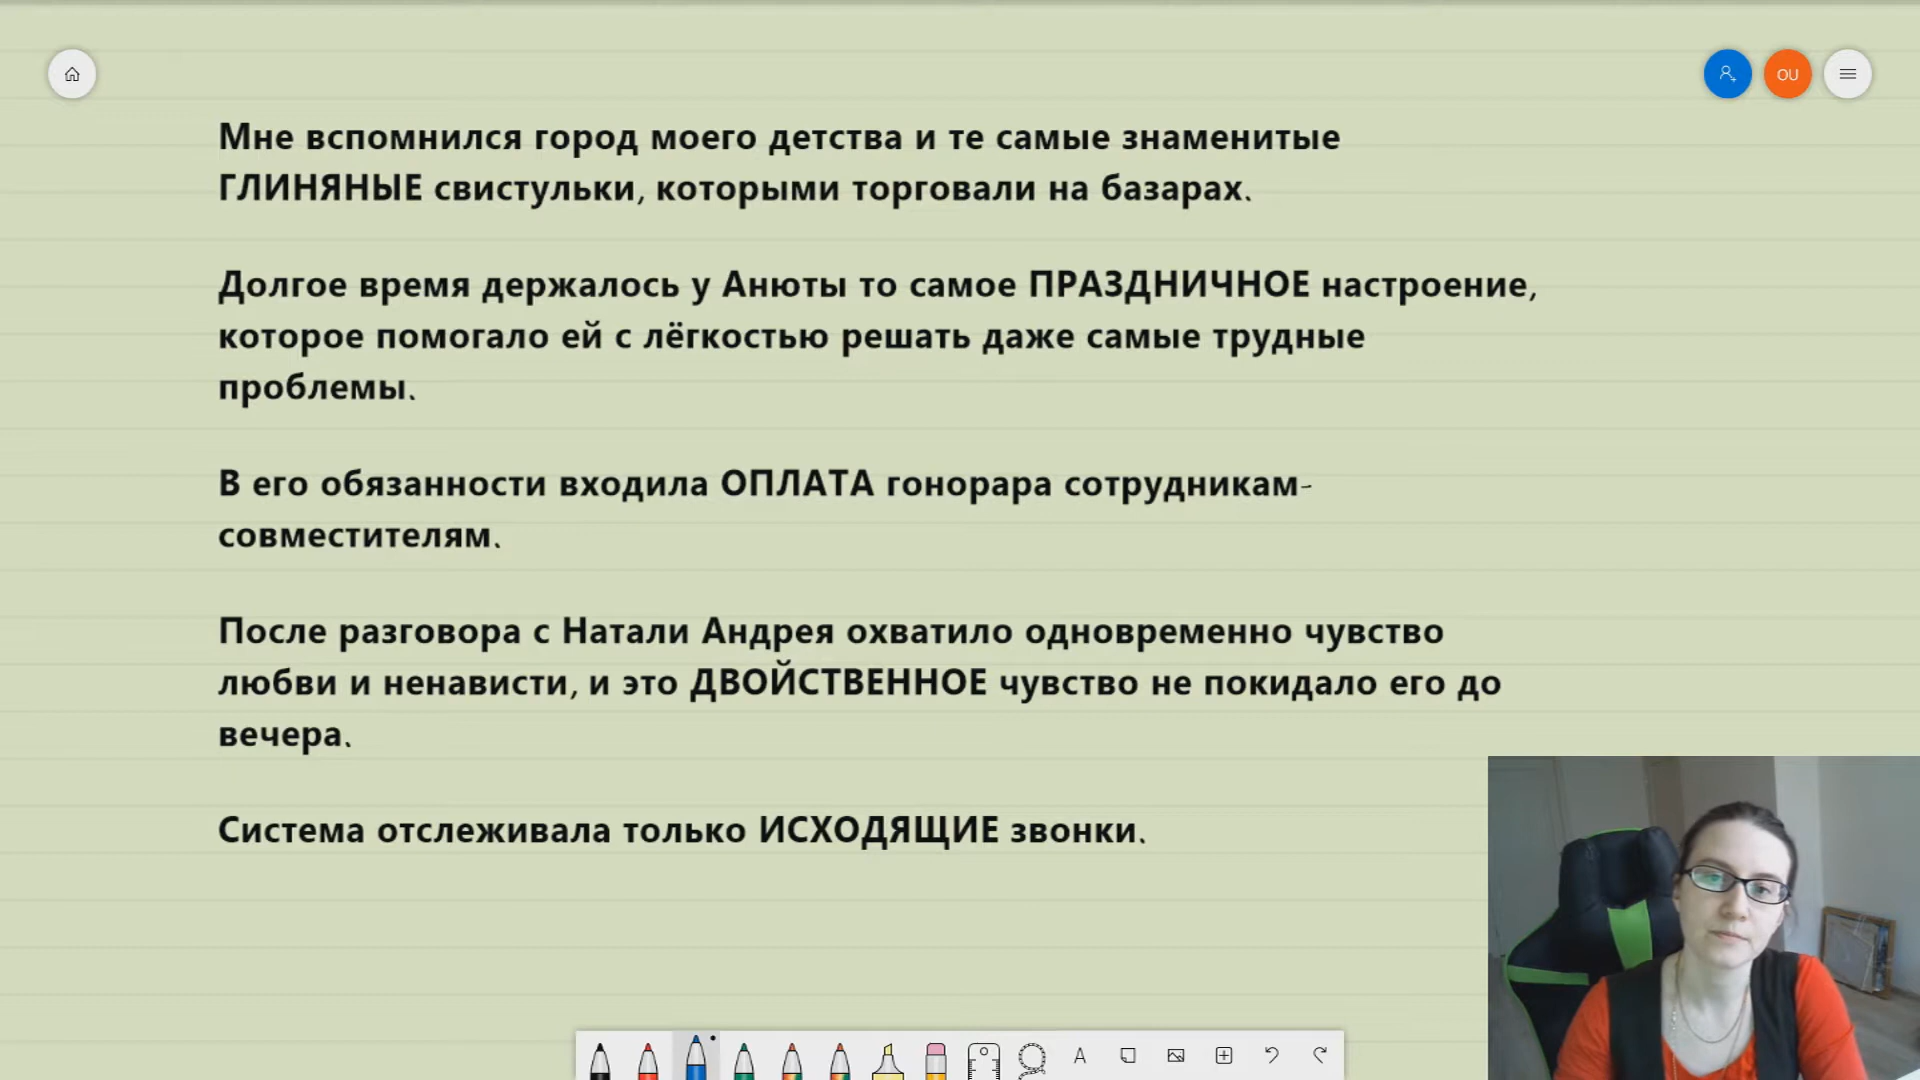 OU
Мне вспомнился город моего детства и те самые знаменитые
ГЛИНЯНЫЕ свистульки, которыми торговали на базарах.
Долгое время держалось у Анюты то самое ПРАЗДНИЧНОЕ настроение,
которое помогало ей с лёгкостью решать даже самые трудные
проблемы.
В его обязанности входила ОПЛАТА гонорара сотрудникам-
совместителям.
После разговора с Натали Андрея охватило одновременно чувство
любви и ненависти, и это ДВОЙСТВЕННОЕ чувство не покидало его до
вечера.
Система отслеживала только ИСХОДЯЩИЕ звонки.
A